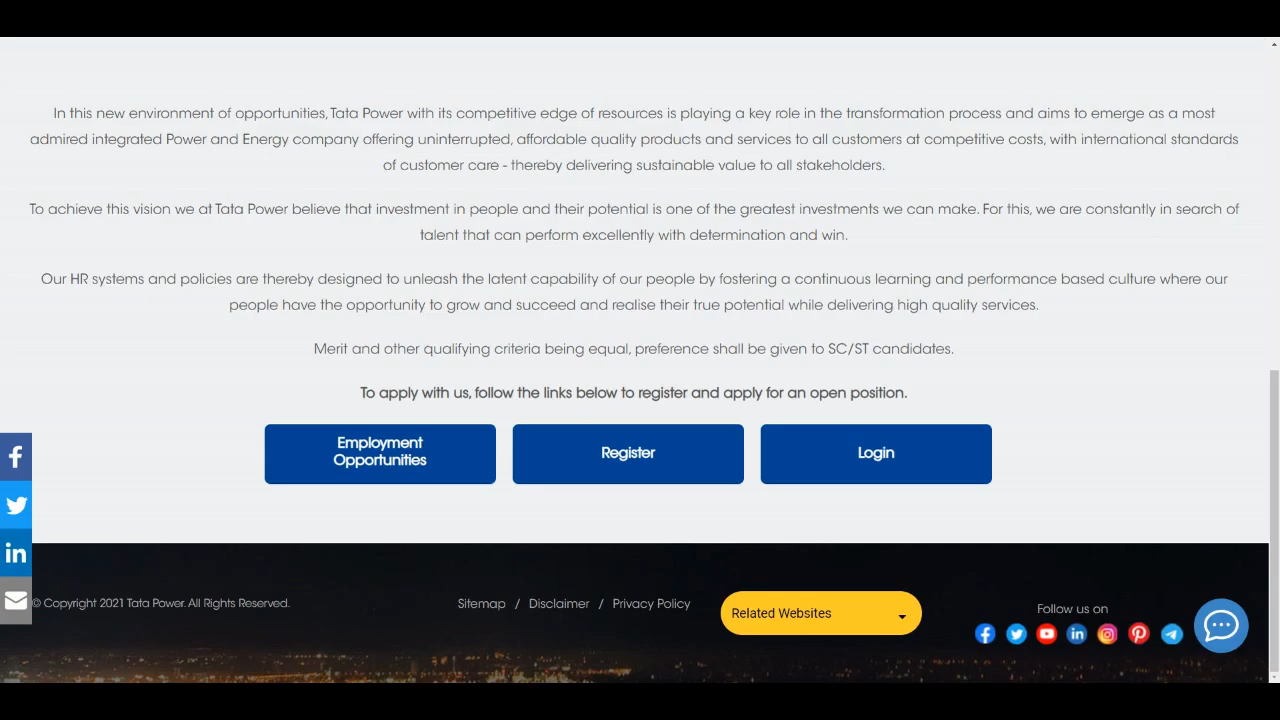 In this new environment of opportunities, Tata Power with its competitive edge of resources is playing a key role in the transformation process and aims to emerge as a most
admired integrated Power and Energy company offering uninterrupted, affordable quality products and services to all customers at competitive costs, with international standards
of customer care - thereby delivering sustainable value to all stakeholders.
To achieve this vision we at Tata Power believe that investment in people and their potential is one of the greatest investments we can make. For this, we are constantly in search of
talent that can perform excellently with determination and win.
Our HR systems and policies are thereby designed to unleash the latent capability of our people by fostering a continuous learning and performance based culture where our
people have the opportunity to grow and succeed and realise their true potential while delivering high quality services.
Merit and other qualifying criteria being equal, preference shall be given to SC/ST candidates.
To apply with us, follow the links below to register and apply for an open position.
Employment
Opportunities
Register
Login
© Copyright 2021 Tata Power. All Rights Reserved.
Sitemap / Disclaimer / Privacy Policy
Related Websites
Follow us on